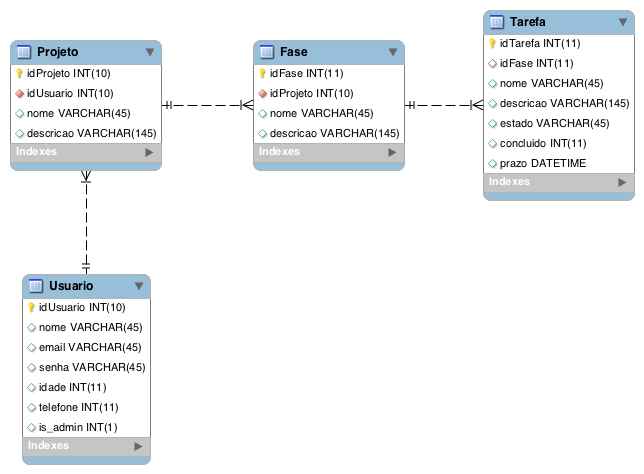 Projeto
idProjeto INT(10)
idUsuario INT(10)
nome VARCHAR(45)
descricao VARCHAR(145)
Indexes
Fase
idFase INT(11)
idProjeto INT(10)
nome VARCHAR(45)
descricao VARCHAR(145)
Indexes
Tarefa
idTarefa INT(11)
idFase INT(11)
nome VARCHAR(45)
descricao VARCHAR(145)
estado VARCHAR(45)
concluido INT(11)
prazo DATETIME
Indexes
Usuario
idUsuario INT(10)
nome VARCHAR(45)
email VARCHAR(45)
senha VARCHAR(45)
idade INT(11)
telefone INT(11)
is_admin INT(1)
Indexes